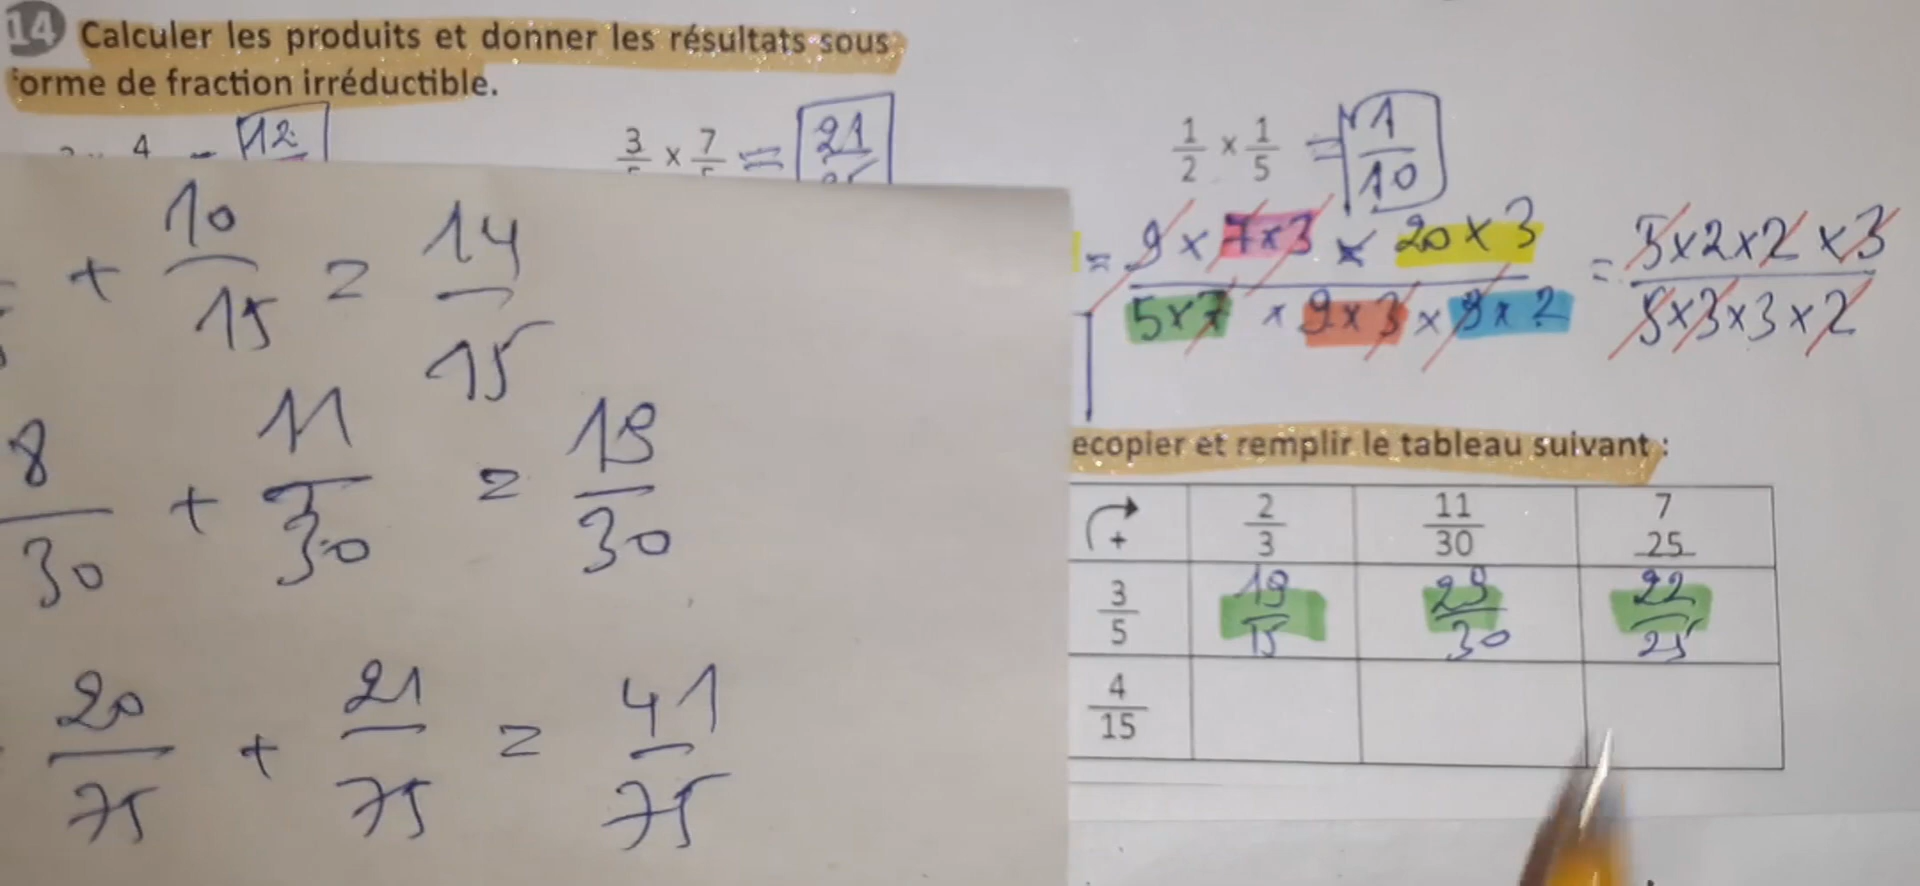 14 Calculer les produits et donner les résultats sous
orme de fraction irréductible.
4 = 12
3/5 × 7/5 = 21/25
1/2 × 1/5 = 1/10
= 9 × 7×3 × 20×3 / 5×7 × 9×3 × 9×2 = 5×2×2×3 / 5×3×3×2
+ 10/15 = 14/15
8/30 + 11/30 = 19/30
20/75 + 21/75 = 41/75
ecopier et remplir le tableau suivant :
+ 2/3 11/30 7/25
3/5 19/15 29/30 22/25
4/15